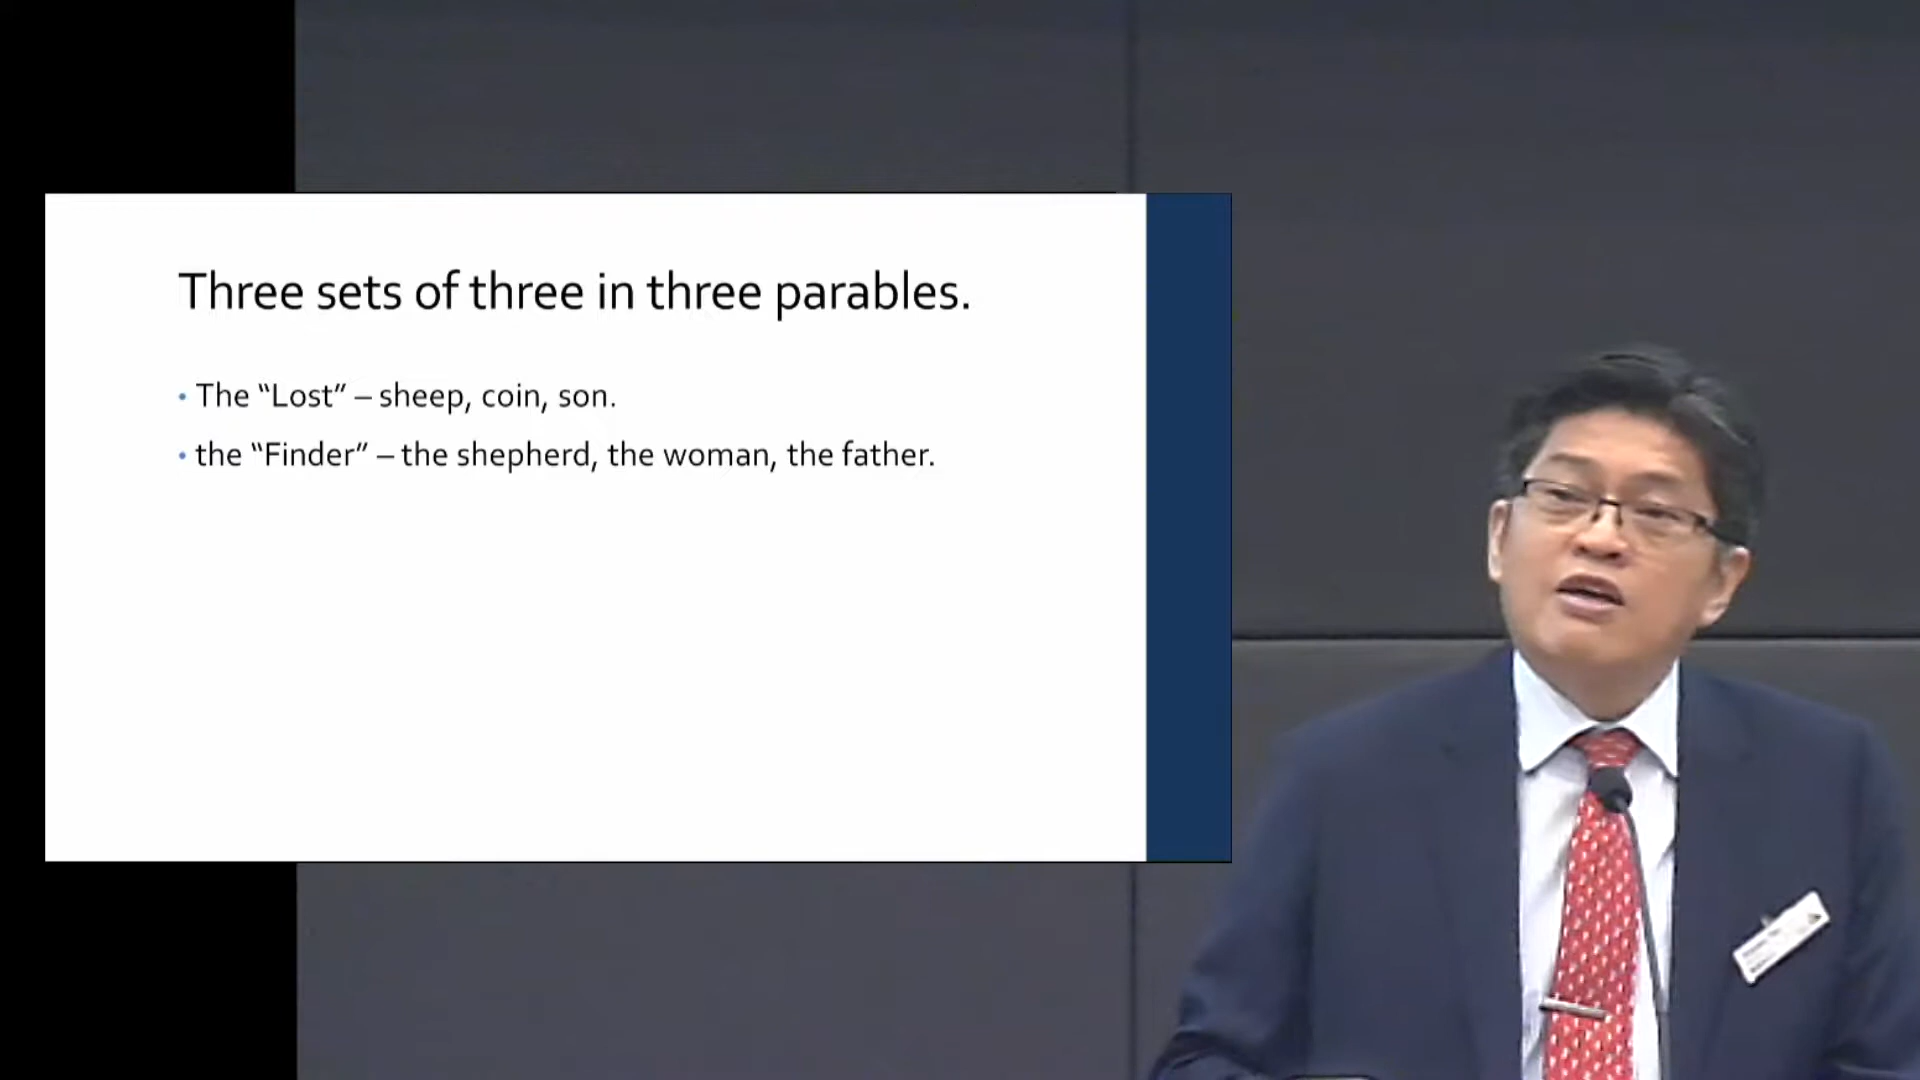 Three sets of three in three parables.
• The “Lost” – sheep, coin, son.
• the “Finder” – the shepherd, the woman, the father.